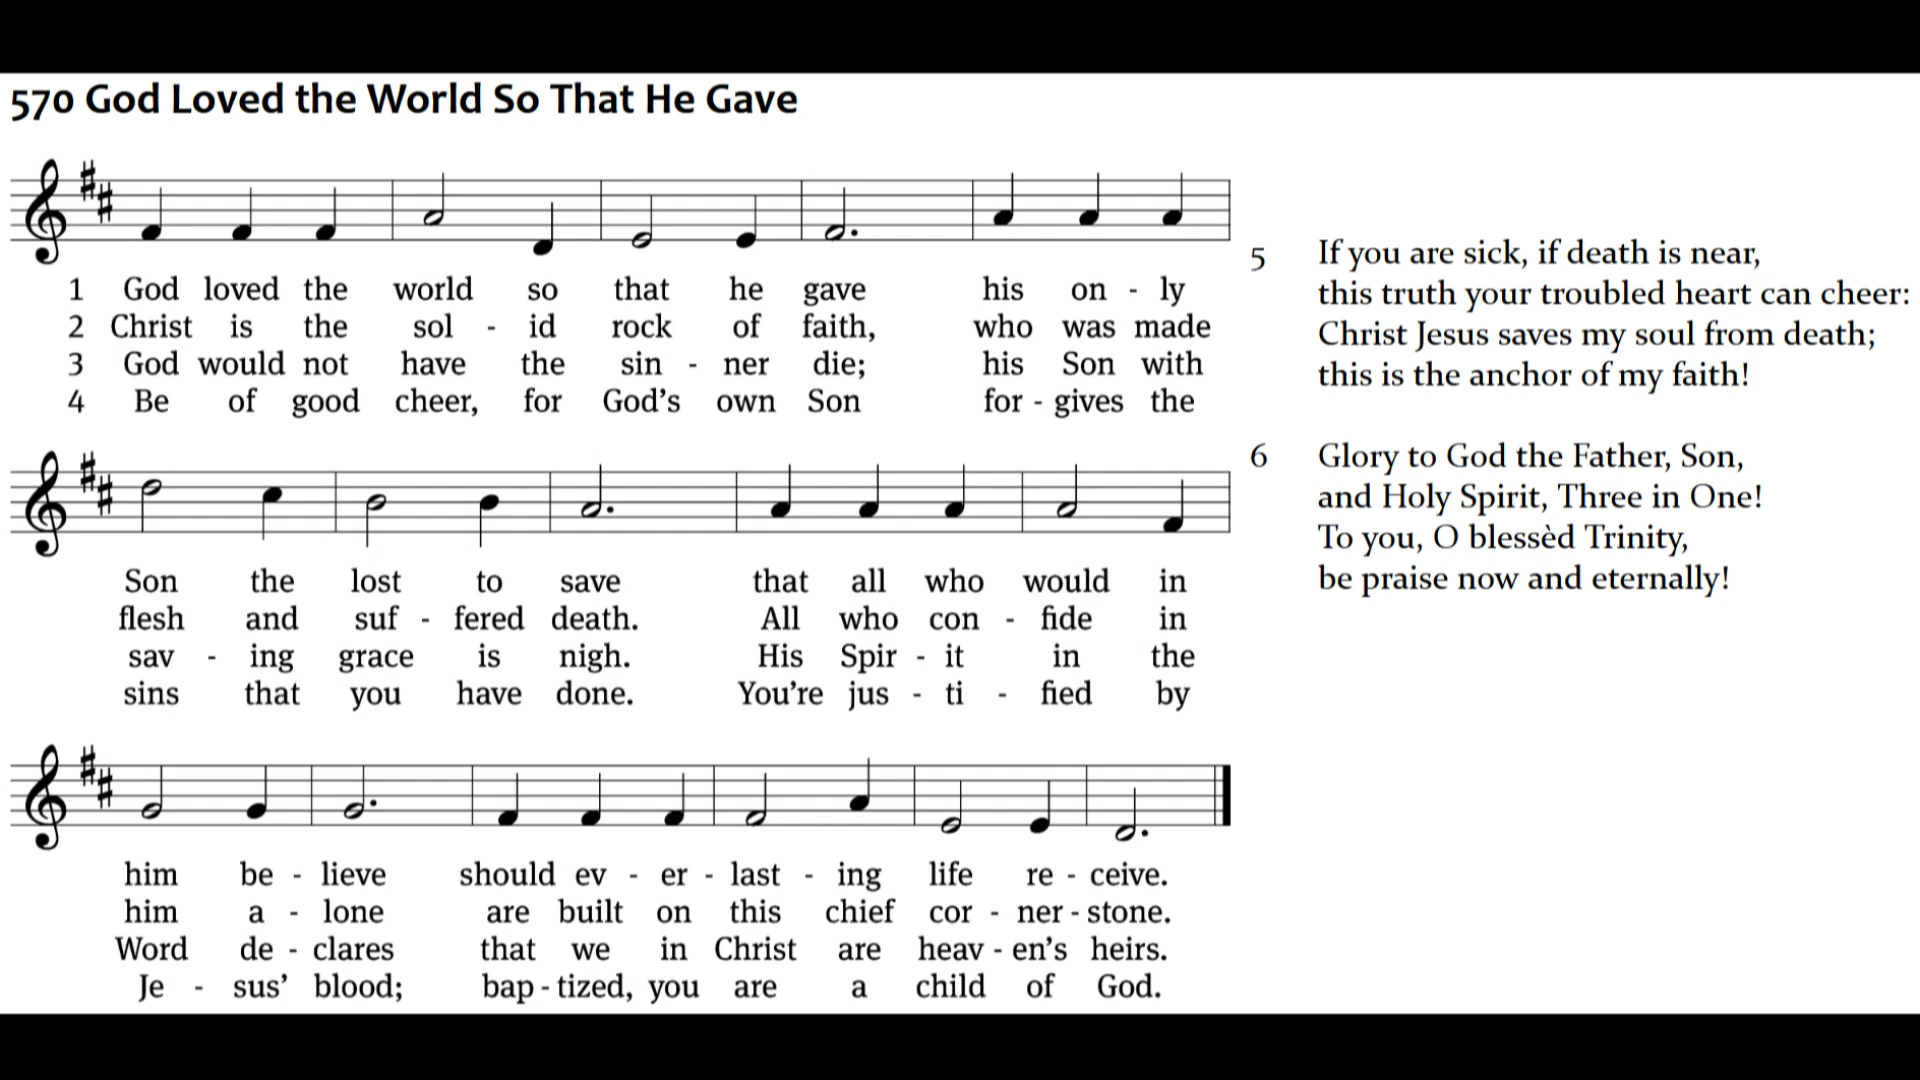 570 God Loved the World So That He Gave
1 God loved the world so that he gave his on - ly
2 Christ is the sol - id rock of faith, who was made
3 God would not have the sin - ner die; his Son with
4 Be of good cheer, for God’s own Son for - gives the
Son the lost to save that all who would in
flesh and suf - fered death. All who con - fide in
sav - ing grace is nigh. His Spir - it in the
sins that you have done. You’re jus - ti - fied by
him be - lieve should ev - er - last - ing life re - ceive.
him a - lone are built on this chief cor - ner - stone.
Word de - clares that we in Christ are heav - en’s heirs.
Je - sus’ blood; bap - tized, you are a child of God.
5 If you are sick, if death is near,
this truth your troubled heart can cheer:
Christ Jesus saves my soul from death;
this is the anchor of my faith!
6 Glory to God the Father, Son,
and Holy Spirit, Three in One!
To you, O blessèd Trinity,
be praise now and eternally!